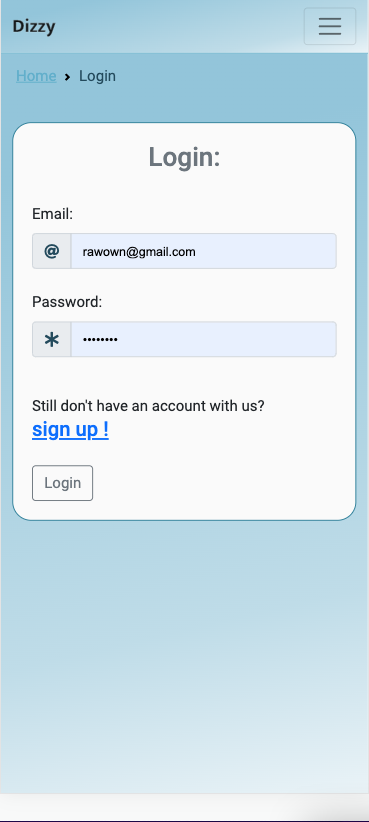 Dizzy
Home > Login
Login:
Email:
@ rawown@gmail.com
Password:
••••••••
Still don't have an account with us?
sign up !
Login